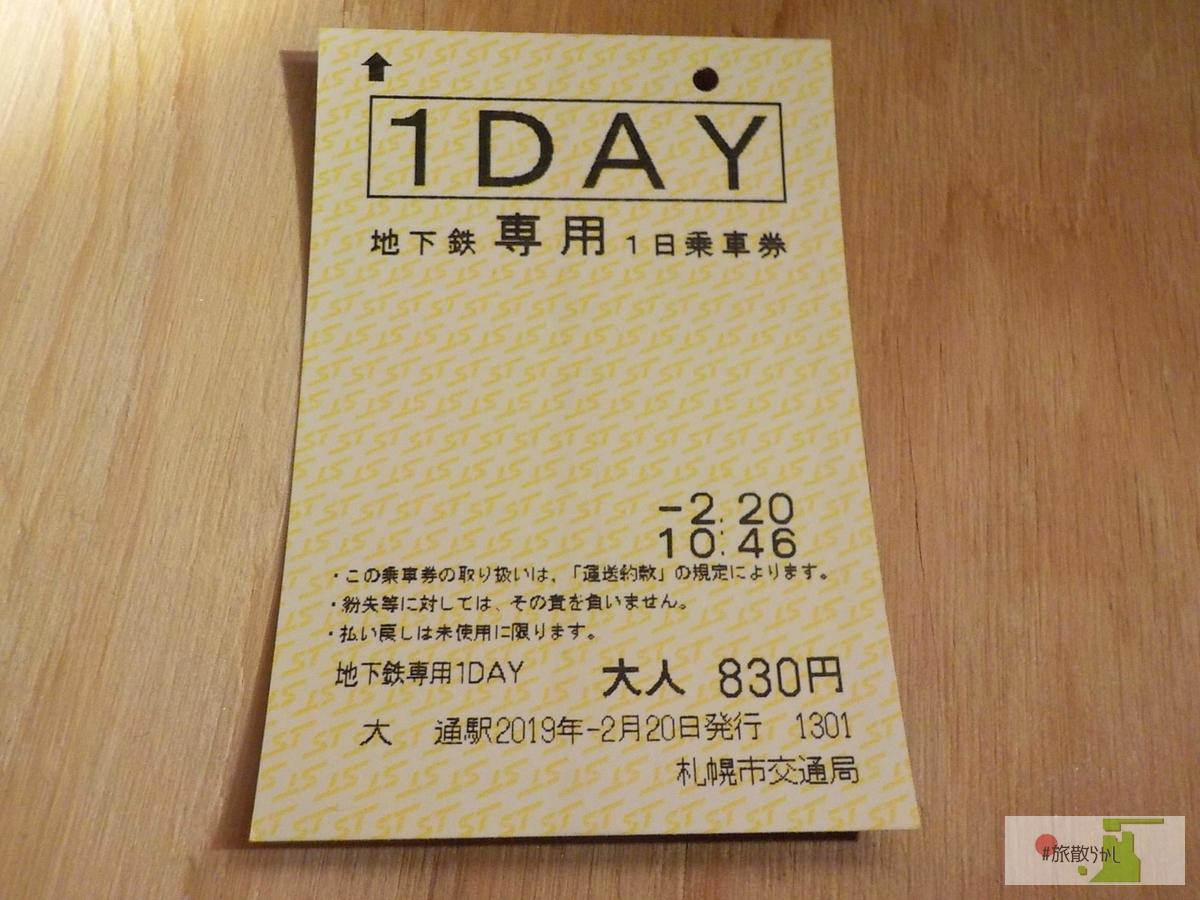 1DAY
地下鉄 専用 1日乗車券
-2.20
10:46
・この乗車券の取り扱いは、「運送約款」の規定によります。
・紛失等に対しては、その責を負いません。
・払い戻しは未使用に限ります。
地下鉄専用1DAY 大人 830円
大 通駅2019年-2月20日発行 1301
札幌市交通局
#旅散らかし